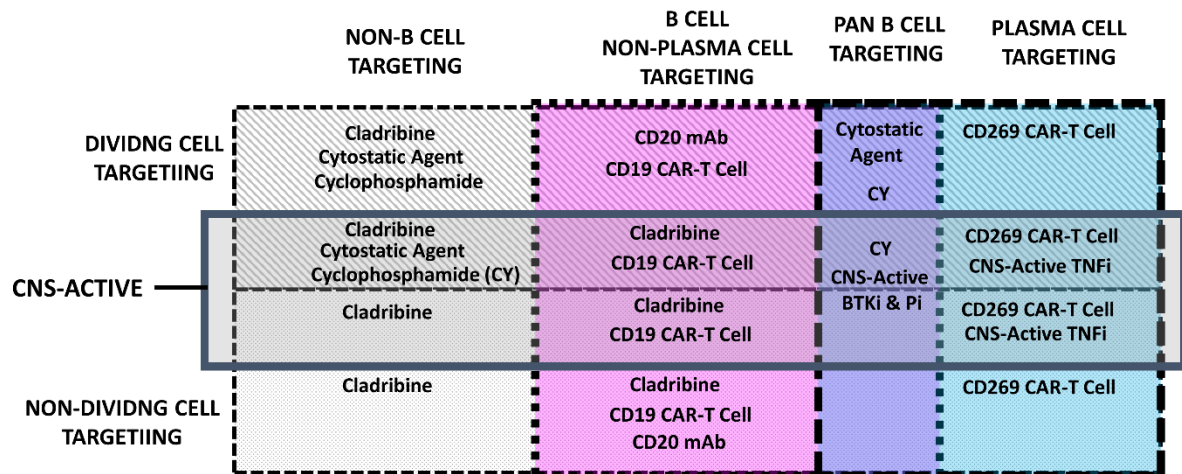 NON-B CELL
TARGETING
B CELL
NON-PLASMA CELL
TARGETING
PAN B CELL
TARGETING
PLASMA CELL
TARGETING
DIVIDNG CELL
TARGETIING
Cladribine
Cytostatic Agent
Cyclophosphamide
CD20 mAb
CD19 CAR-T Cell
Cytostatic
Agent
CY
CD269 CAR-T Cell
CNS-ACTIVE
Cladribine
Cytostatic Agent
Cyclophosphamide (CY)
Cladribine
CD19 CAR-T Cell
CY
CNS-Active
BTKi & Pi
CD269 CAR-T Cell
CNS-Active TNFi
Cladribine
Cladribine
CD19 CAR-T Cell
CD269 CAR-T Cell
CNS-Active TNFi
NON-DIVIDNG CELL
TARGETIING
Cladribine
Cladribine
CD19 CAR-T Cell
CD20 mAb
CD269 CAR-T Cell